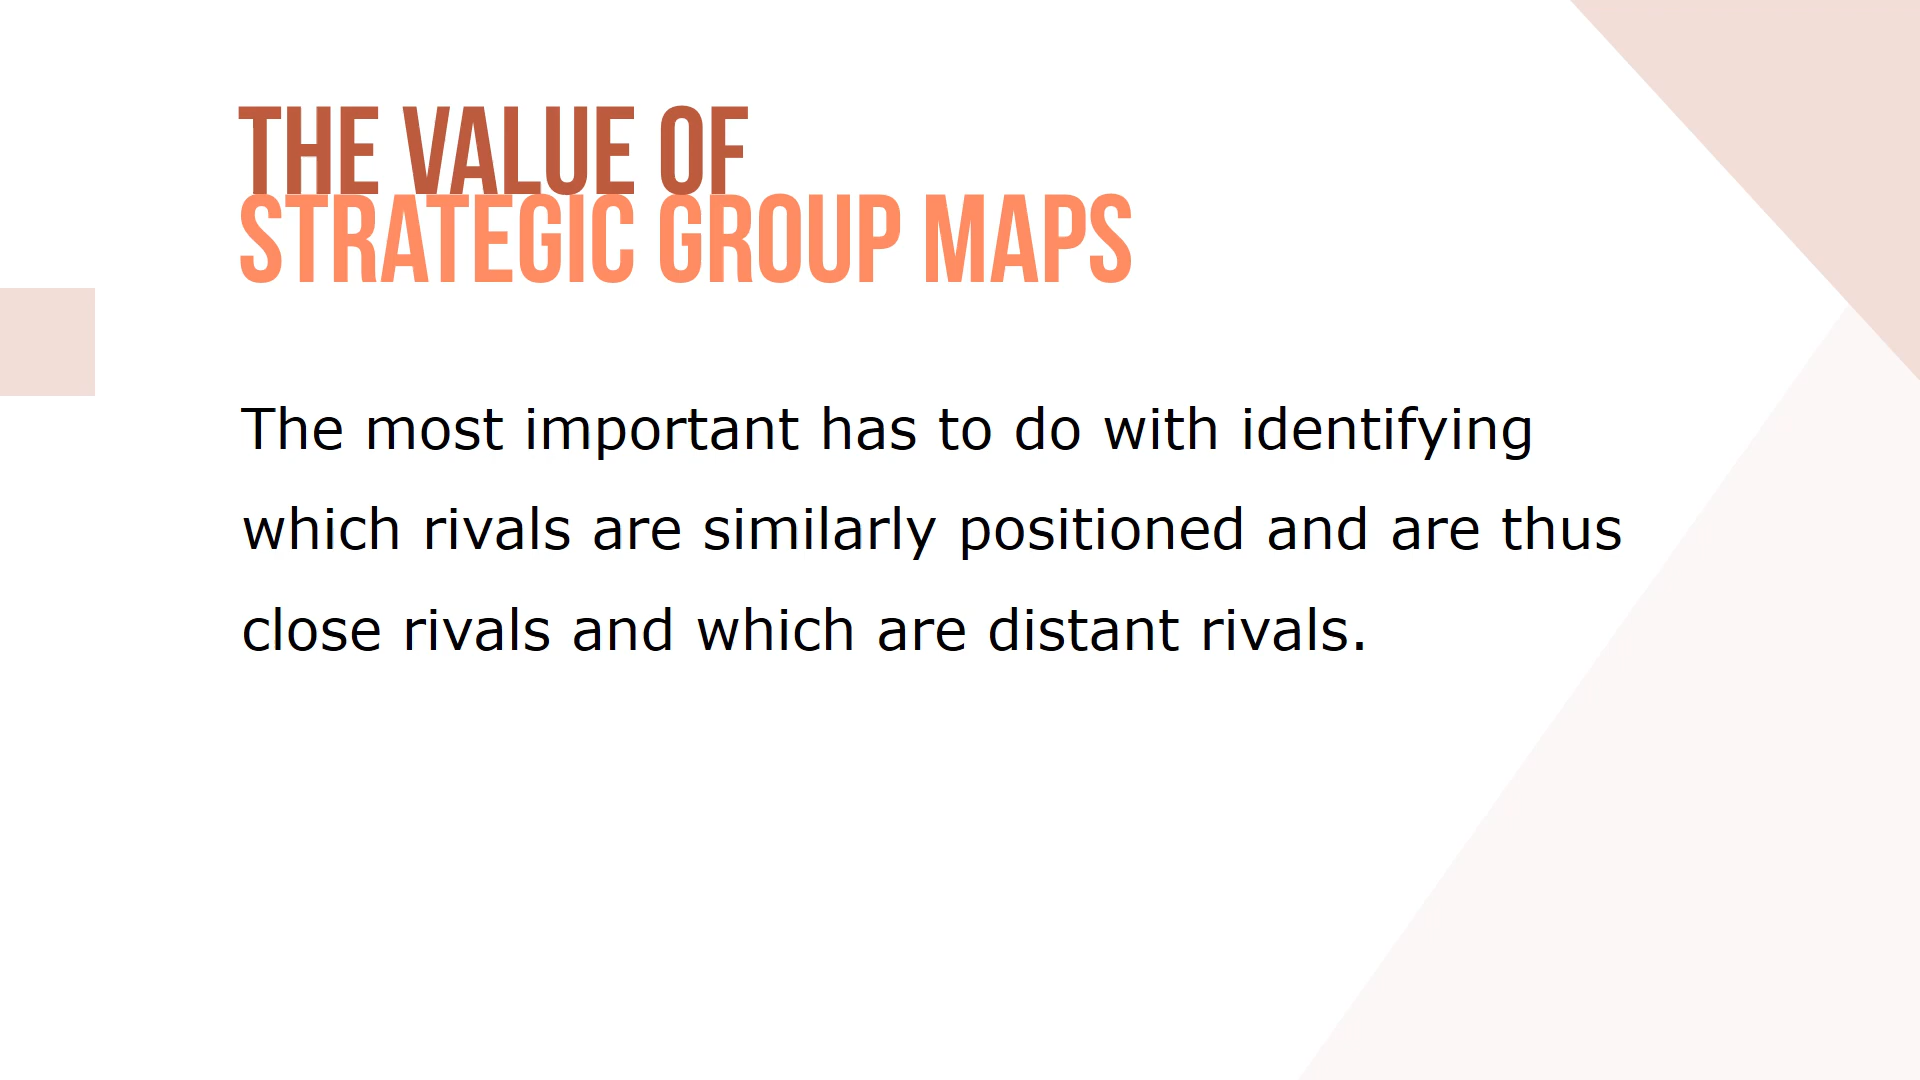 THE VALUE OF
STRATEGIC GROUP MAPS
The most important has to do with identifying
which rivals are similarly positioned and are thus
close rivals and which are distant rivals.